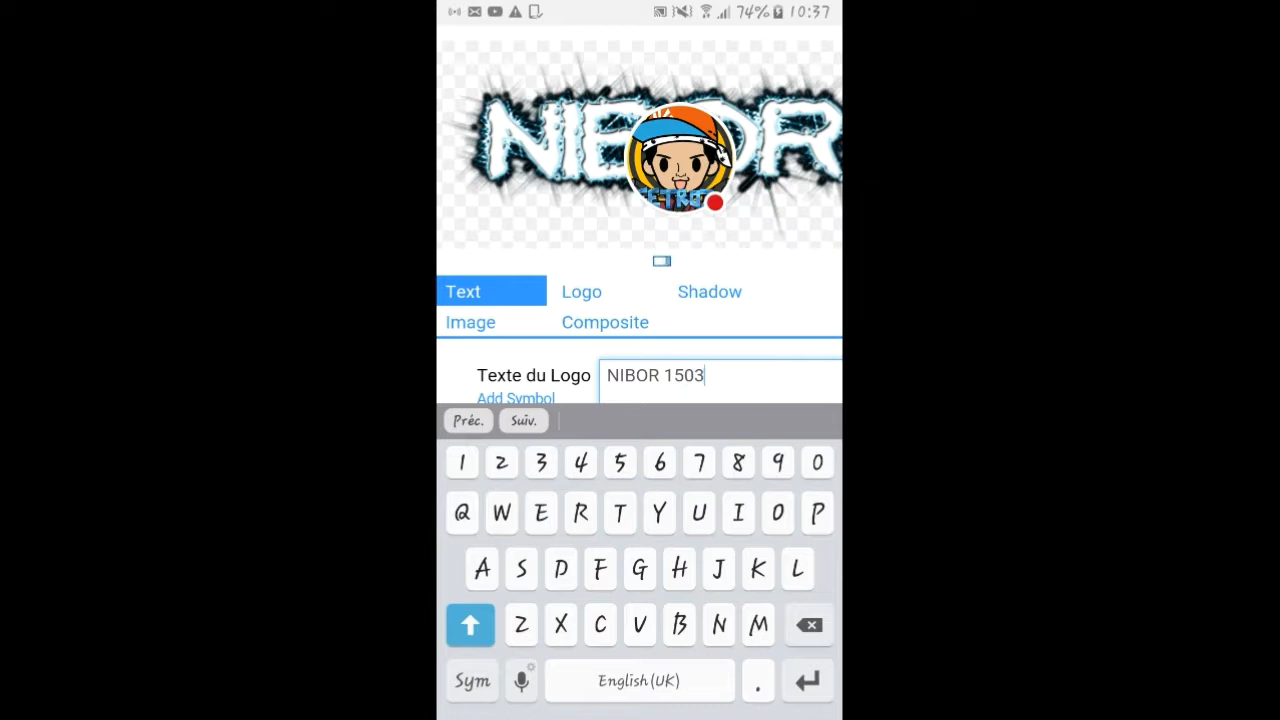 74% 10:37
NIBOR
ETRO
Text Logo Shadow
Image Composite
Texte du Logo NIBOR 1503
Add Symbol
Préc. Suiv.
1 2 3 4 5 6 7 8 9 0
Q W E R T Y U I O P
A S D F G H J K L
Z X C V B N M
Sym English(UK) .